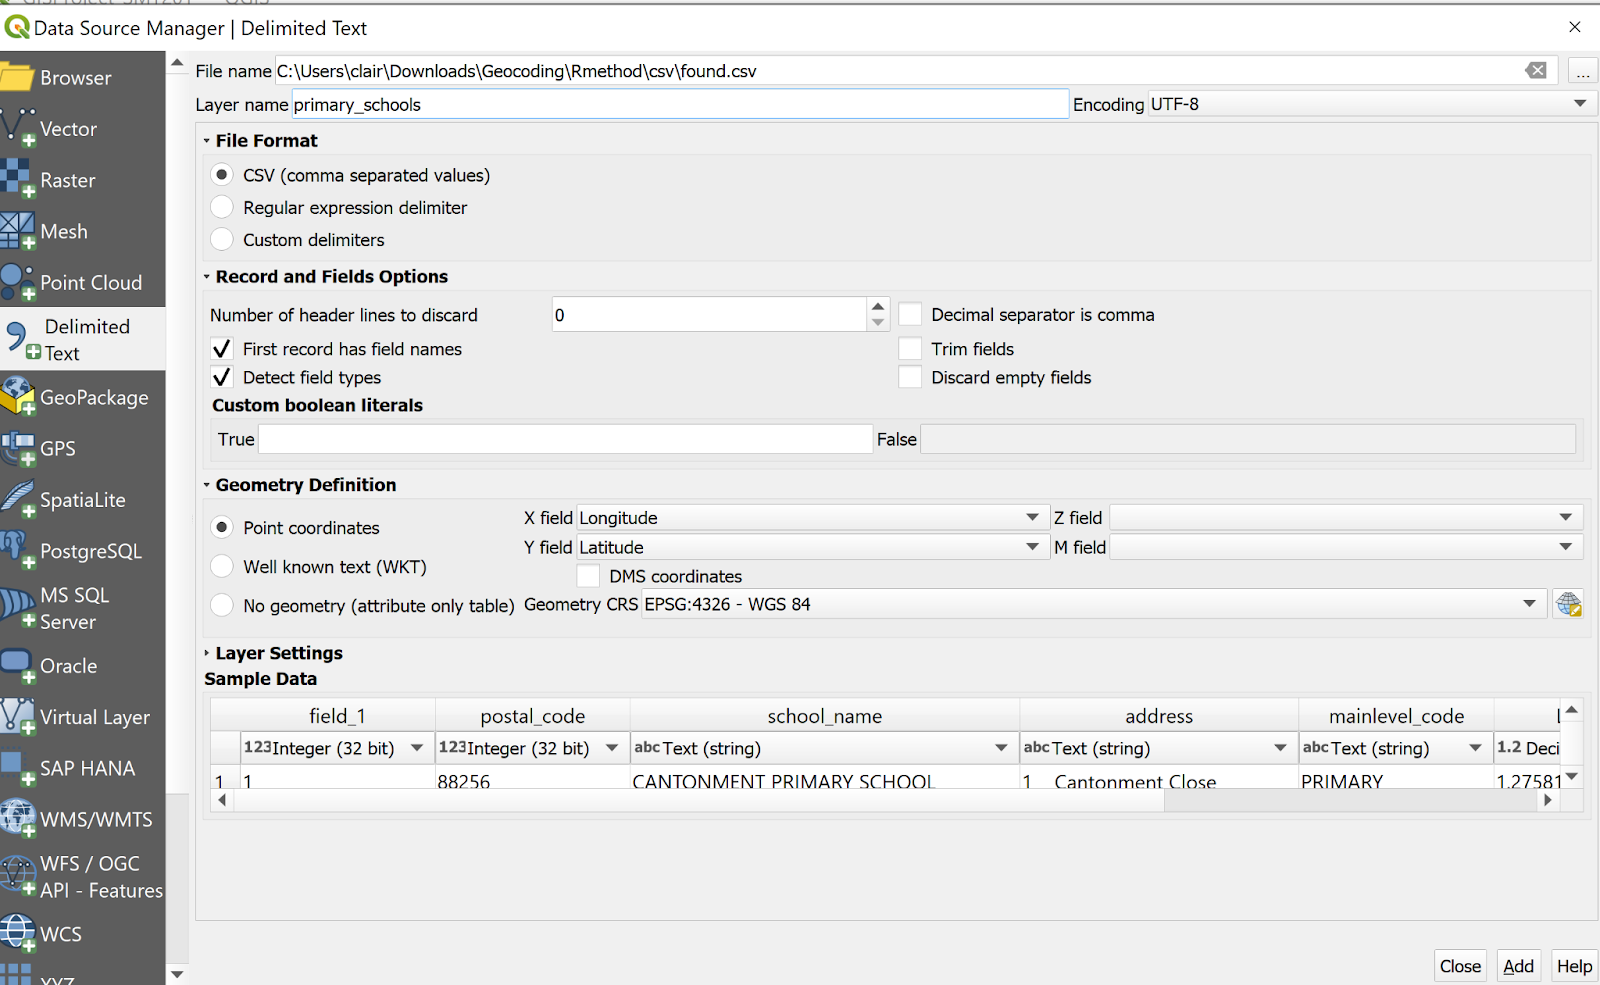 Data Source Manager | Delimited Text
Browser
Vector
Raster
Mesh
Point Cloud
Delimited
Text
GeoPackage
GPS
SpatiaLite
PostgreSQL
MS SQL
Server
Oracle
Virtual Layer
SAP HANA
WMS/WMTS
WFS / OGC
API - Features
WCS
XYZ
File name C:\Users\clair\Downloads\Geocoding\Rmethod\csv\found.csv ...
Layer name primary_schools Encoding UTF-8
File Format
CSV (comma separated values)
Regular expression delimiter
Custom delimiters
Record and Fields Options
Number of header lines to discard 0 Decimal separator is comma
First record has field names Trim fields
Detect field types Discard empty fields
Custom boolean literals
True False
Geometry Definition
Point coordinates X field Longitude Z field
Y field Latitude M field
Well known text (WKT) DMS coordinates
No geometry (attribute only table) Geometry CRS EPSG:4326 - WGS 84
Layer Settings
Sample Data
field_1 postal_code school_name address mainlevel_code
123 Integer (32 bit) 123 Integer (32 bit) abc Text (string) abc Text (string) abc Text (string) 1.2 Deci
1 1 88256 CANTONMENT PRIMARY SCHOOL 1 Cantonment Close PRIMARY 1.27581
Close Add Help